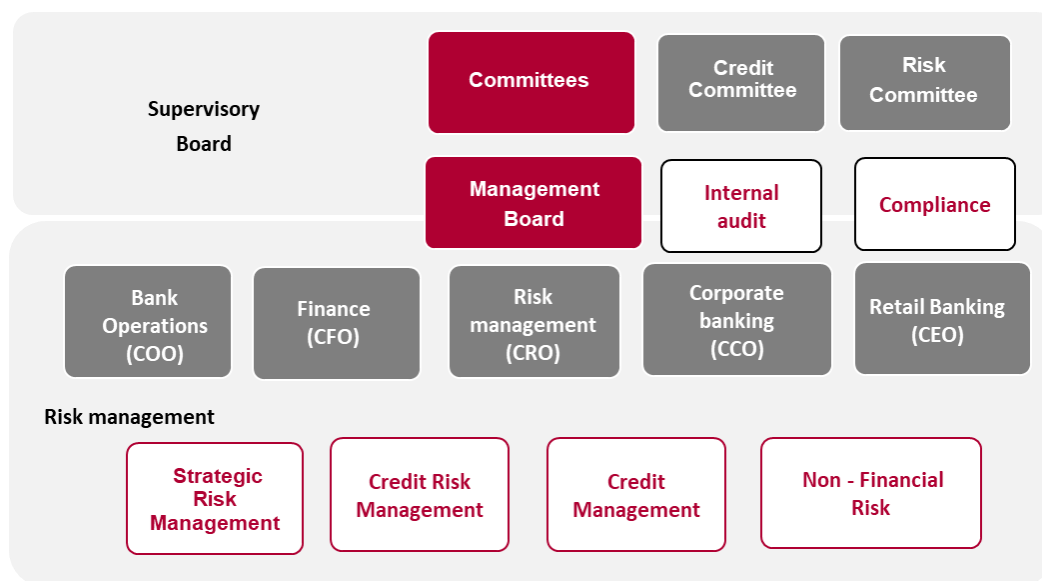 Supervisory
Board
Committees
Credit
Committee
Risk
Committee
Management
Board
Internal
audit
Compliance
Bank
Operations
(COO)
Finance
(CFO)
Risk
management
(CRO)
Corporate
banking
(CCO)
Retail Banking
(CEO)
Risk management
Strategic
Risk
Management
Credit Risk
Management
Credit
Management
Non - Financial
Risk